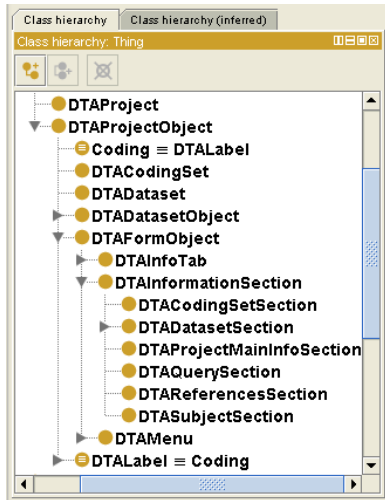 Class hierarchy
Class hierarchy (inferred)
Class hierarchy: Thing
DTAProject
DTAProjectObject
Coding ≡ DTALabel
DTACodingSet
DTADataset
DTADatasetObject
DTAFormObject
DTAInfoTab
DTAInformationSection
DTACodingSetSection
DTADatasetSection
DTAProjectMainInfoSection
DTAQuerySection
DTAReferencesSection
DTASubjectSection
DTAMenu
DTALabel ≡ Coding